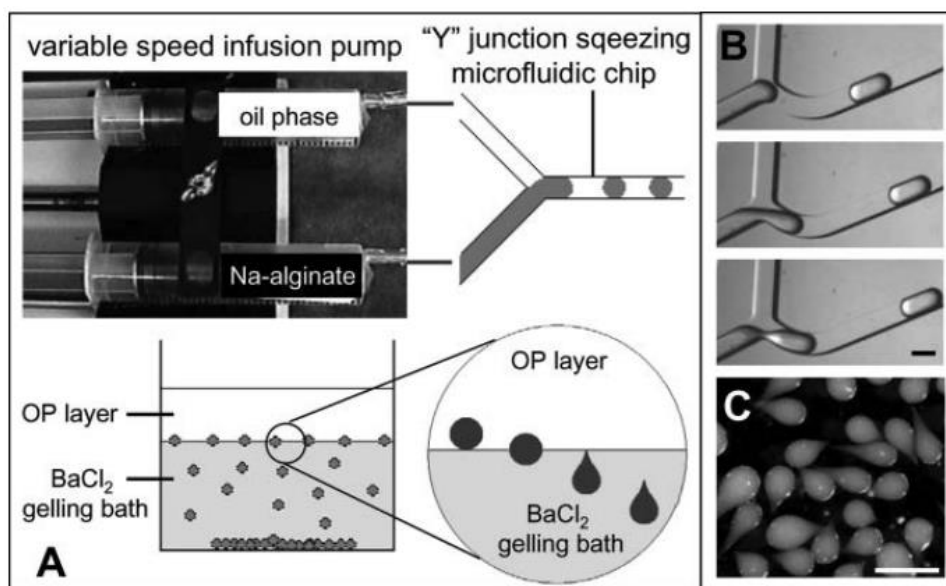 variable speed infusion pump
“Y” junction sqeezing
microfluidic chip
oil phase
Na-alginate
OP layer
BaCl₂
gelling bath
OP layer
BaCl₂
gelling bath
A
B
C